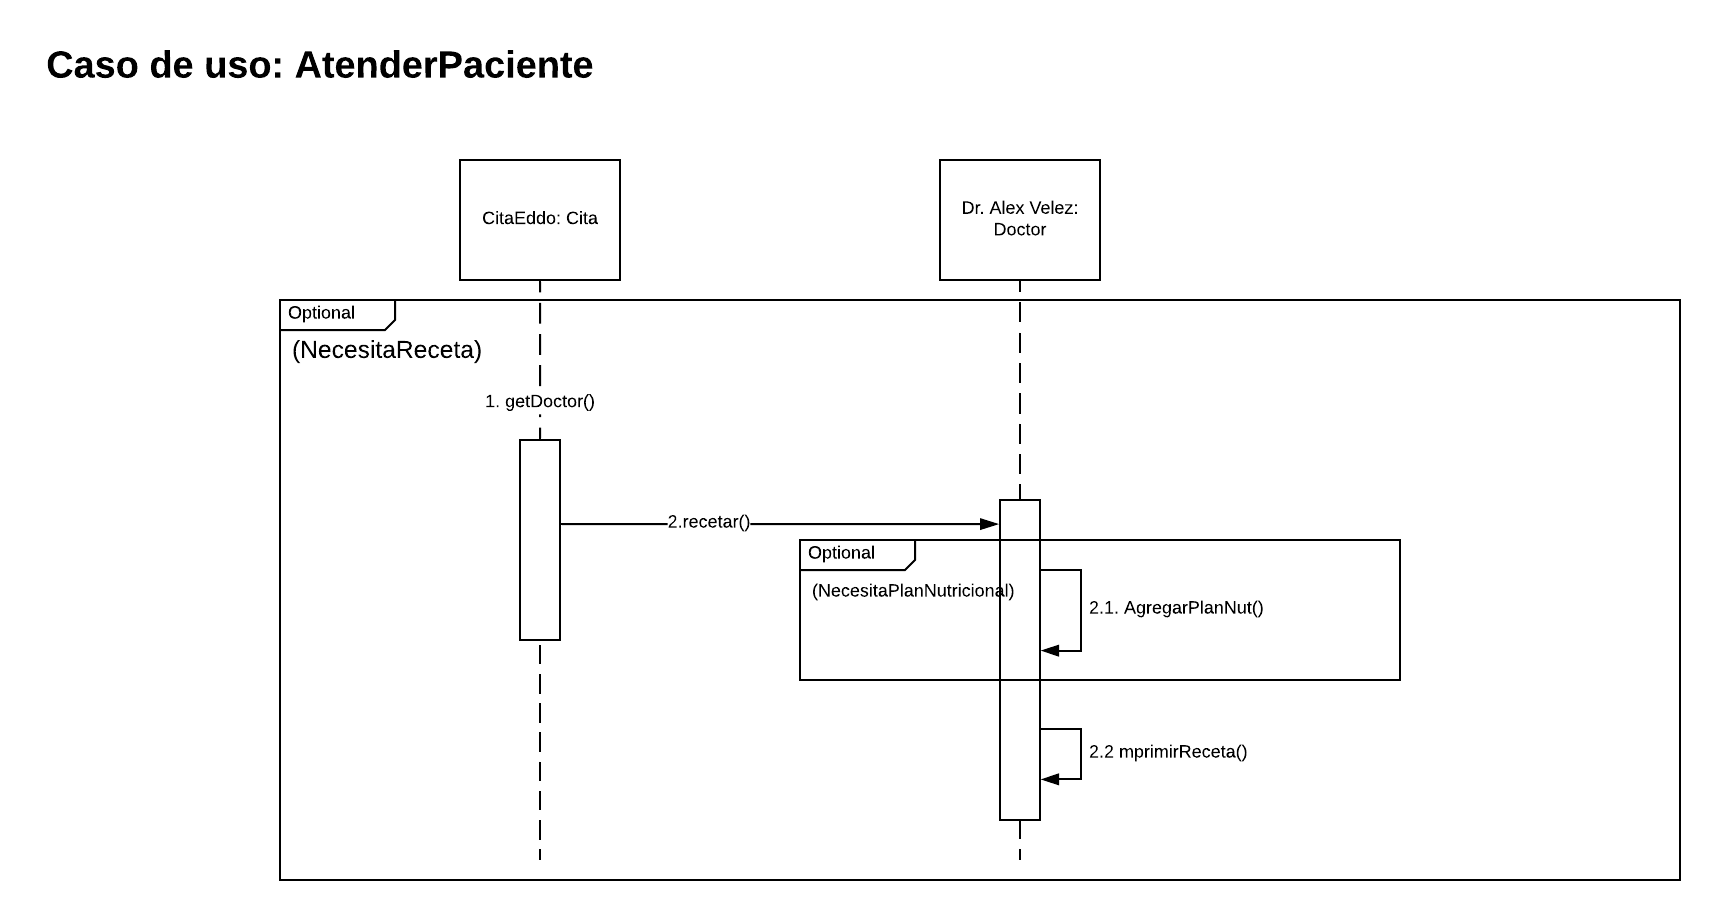 Caso de uso: AtenderPaciente
CitaEddo: Cita
Dr. Alex Velez:
Doctor
Optional
(NecesitaReceta)
1. getDoctor()
2.recetar()
Optional
(NecesitaPlanNutricional)
2.1. AgregarPlanNut()
2.2 mprimirReceta()